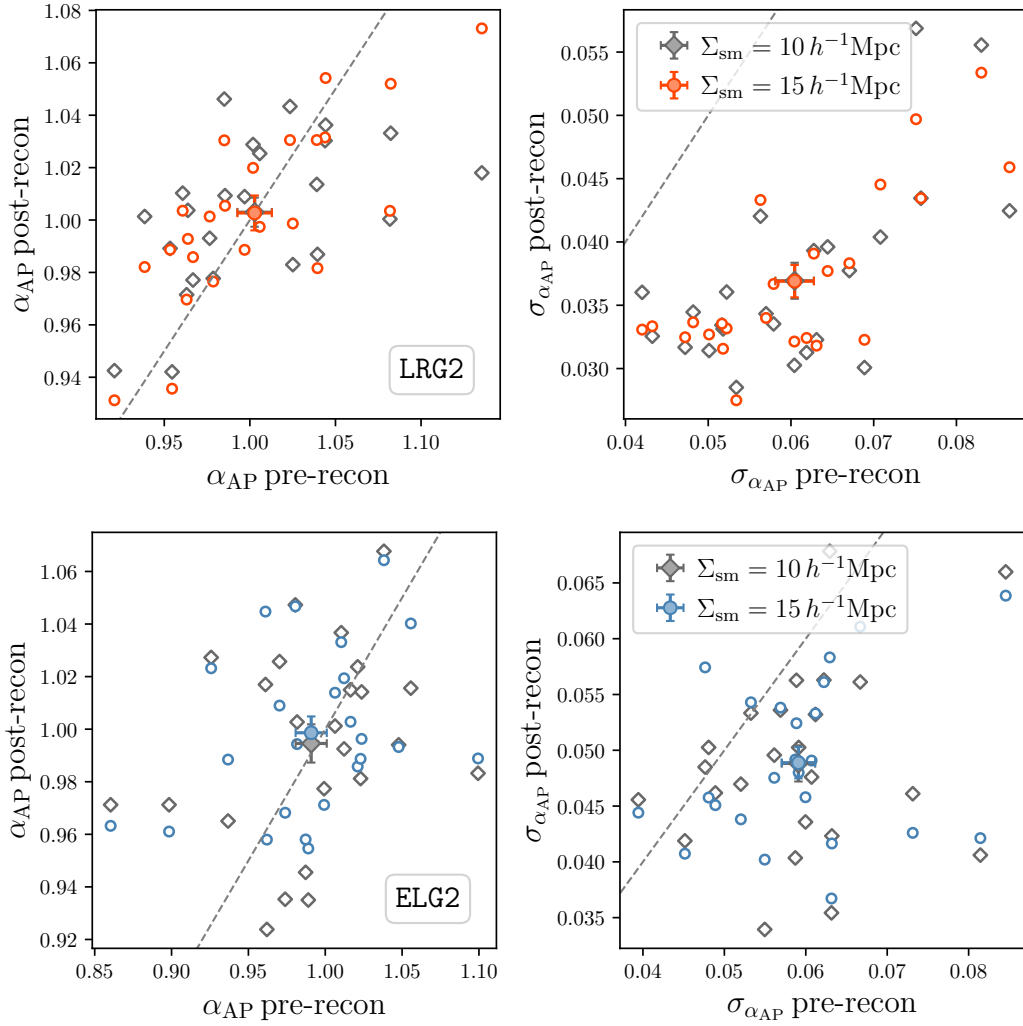 1.08
1.06
1.04
1.02
1.00
0.98
0.96
0.94
α_AP post-recon
LRG2
0.95 1.00 1.05 1.10
α_AP pre-recon
0.055
0.050
0.045
0.040
0.035
0.030
σ_α_AP post-recon
Σ_sm = 10 h⁻¹Mpc
Σ_sm = 15 h⁻¹Mpc
0.04 0.05 0.06 0.07 0.08
σ_α_AP pre-recon
1.06
1.04
1.02
1.00
0.98
0.96
0.94
0.92
α_AP post-recon
ELG2
0.85 0.90 0.95 1.00 1.05 1.10
α_AP pre-recon
0.065
0.060
0.055
0.050
0.045
0.040
0.035
σ_α_AP post-recon
Σ_sm = 10 h⁻¹Mpc
Σ_sm = 15 h⁻¹Mpc
0.04 0.05 0.06 0.07 0.08
σ_α_AP pre-recon